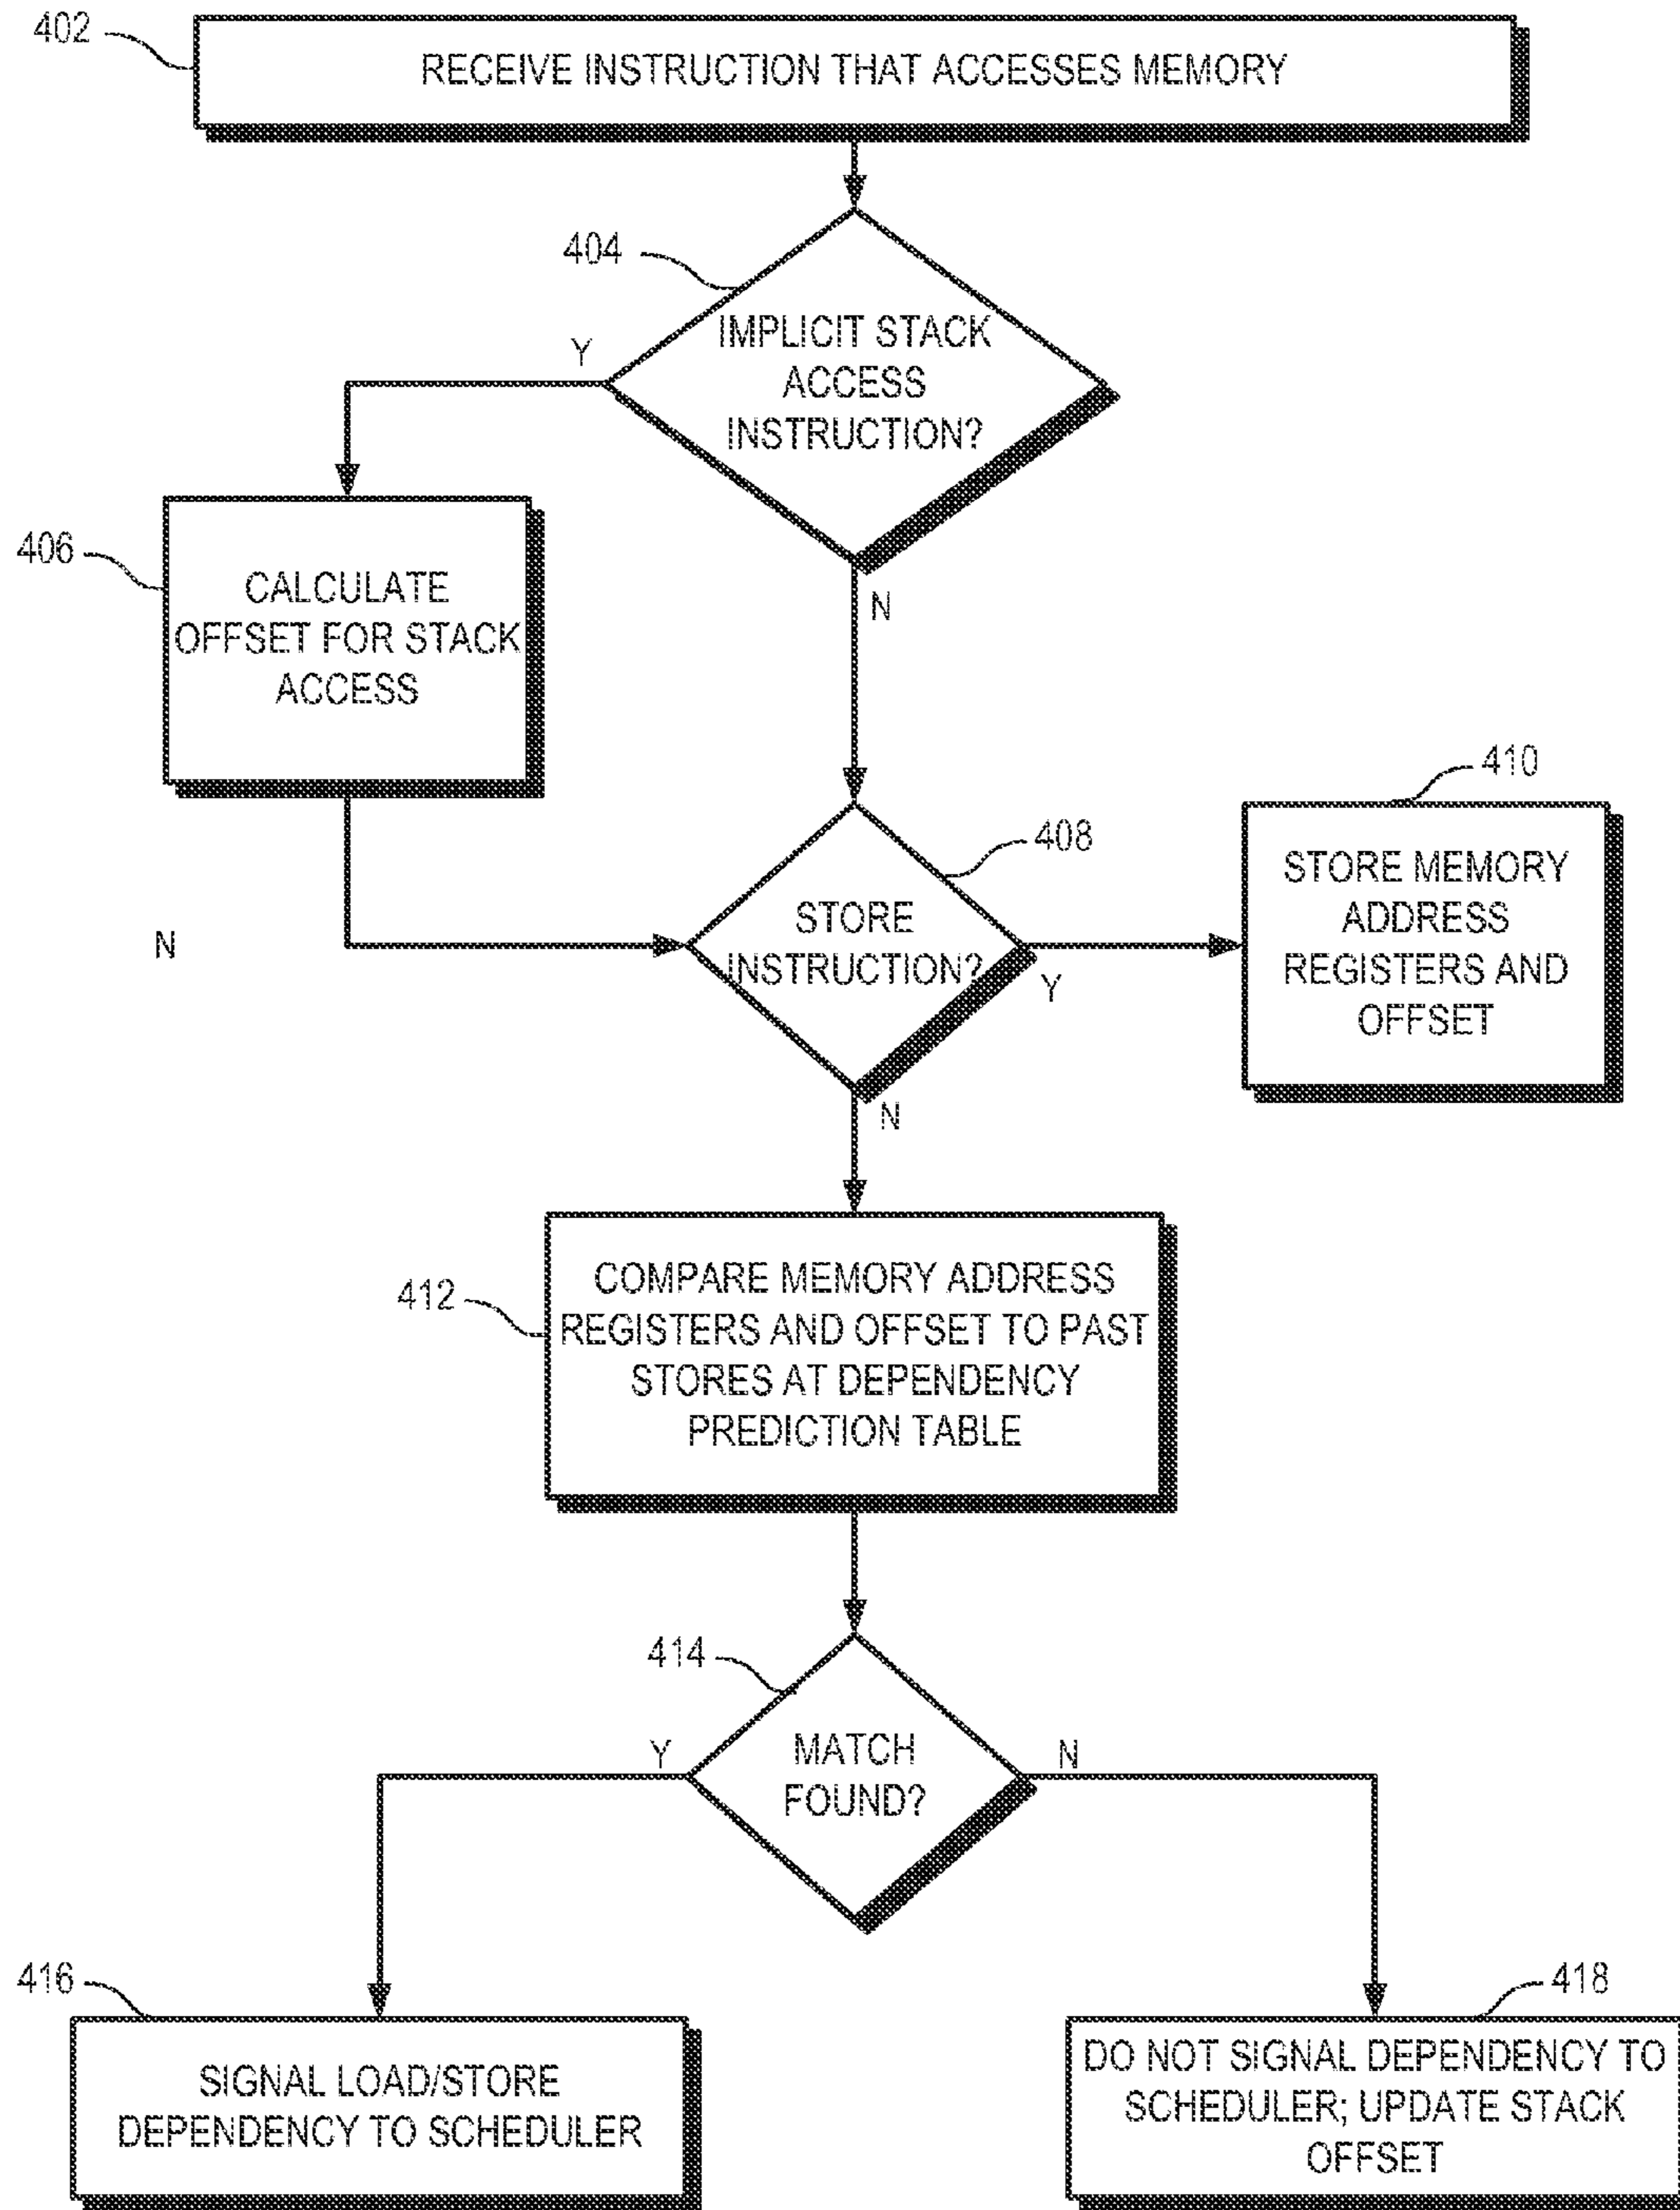 402
RECEIVE INSTRUCTION THAT ACCESSES MEMORY
404
IMPLICIT STACK
ACCESS
INSTRUCTION?
Y
N
406
CALCULATE
OFFSET FOR STACK
ACCESS
N
408
STORE
INSTRUCTION?
Y
N
410
STORE MEMORY
ADDRESS
REGISTERS AND
OFFSET
412
COMPARE MEMORY ADDRESS
REGISTERS AND OFFSET TO PAST
STORES AT DEPENDENCY
PREDICTION TABLE
414
MATCH
FOUND?
Y
N
416
SIGNAL LOAD/STORE
DEPENDENCY TO SCHEDULER
418
DO NOT SIGNAL DEPENDENCY TO
SCHEDULER; UPDATE STACK
OFFSET